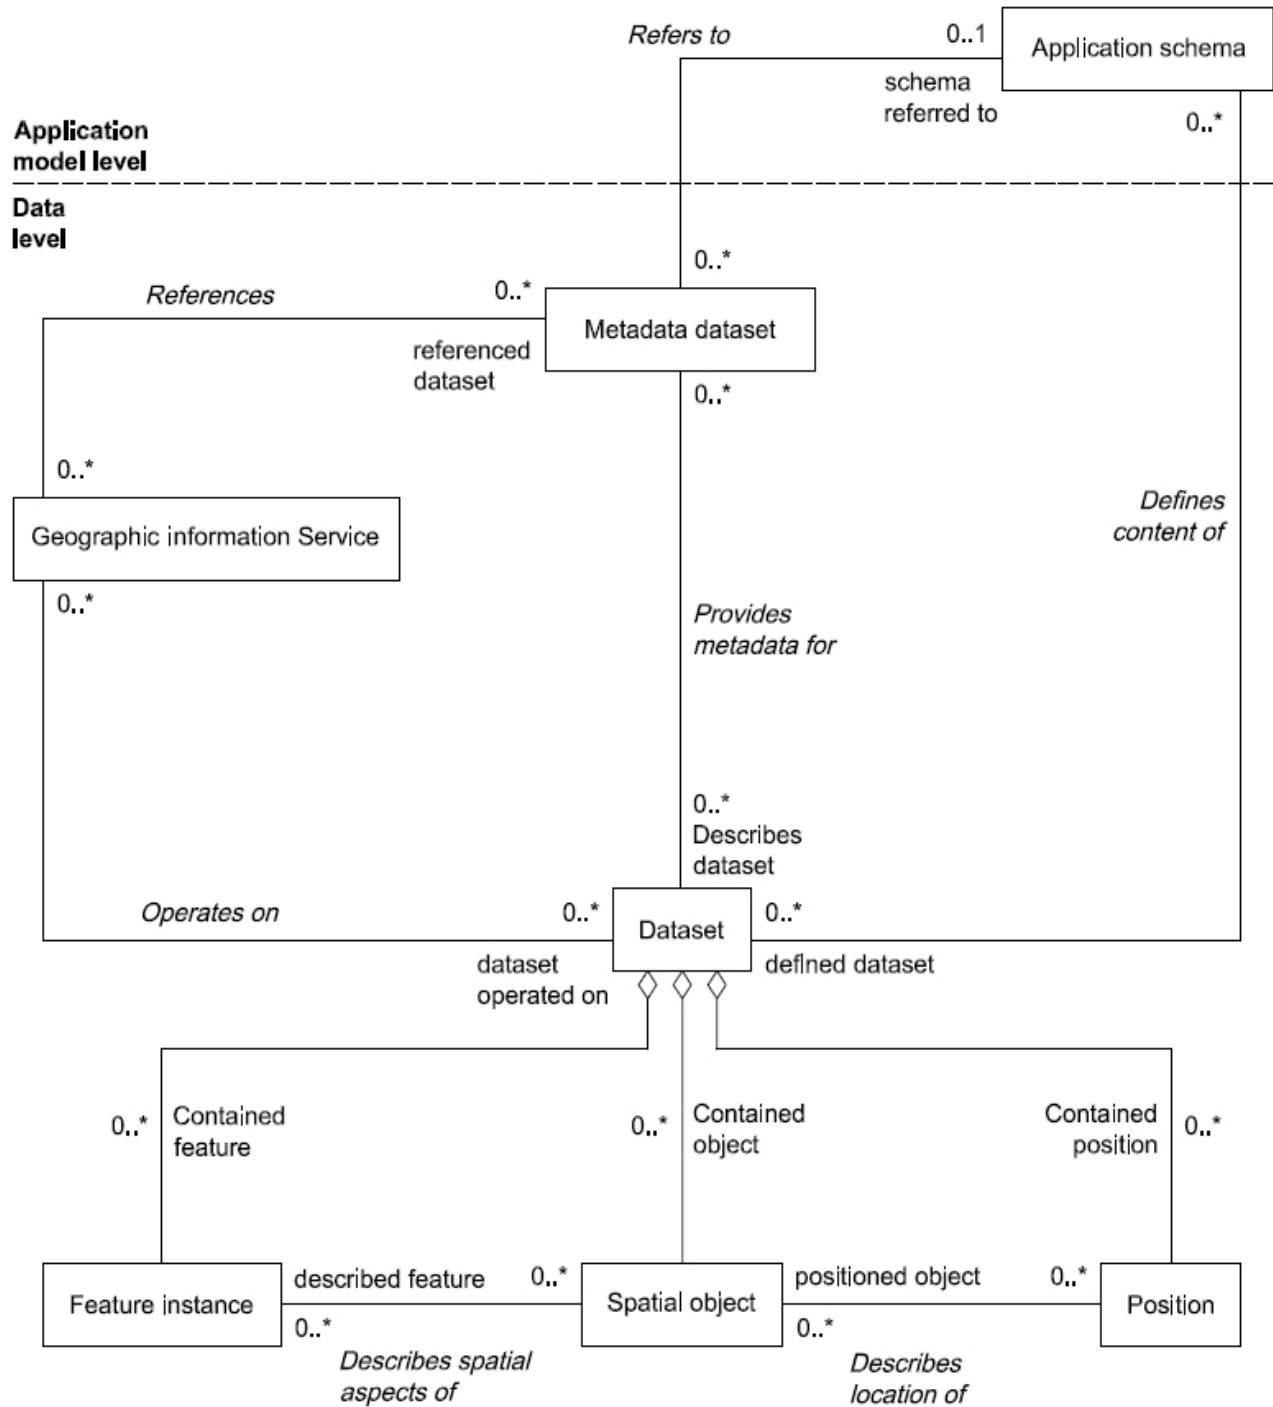 Refers to
0..1
Application schema
schema
referred to
0..*
Application
model level
Data
level
0..*
References
0..*
Metadata dataset
referenced
dataset
0..*
0..*
Geographic information Service
0..*
Defines
content of
Provides
metadata for
0..*
Describes
dataset
Operates on
0..*
Dataset
0..*
dataset
operated on
defined dataset
0..*
Contained
feature
0..*
Contained
object
Contained
position
0..*
described feature
0..*
positioned object
0..*
Feature instance
Spatial object
Position
0..*
0..*
Describes spatial
aspects of
Describes
location of